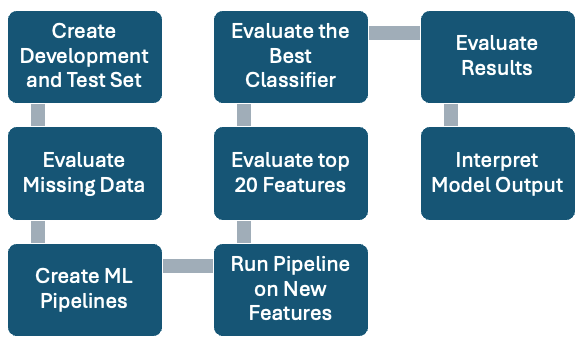 Create
Development
and Test Set
Evaluate
Missing Data
Create ML
Pipelines
Run Pipeline
on New
Features
Evaluate top
20 Features
Evaluate the
Best
Classifier
Evaluate
Results
Interpret
Model Output